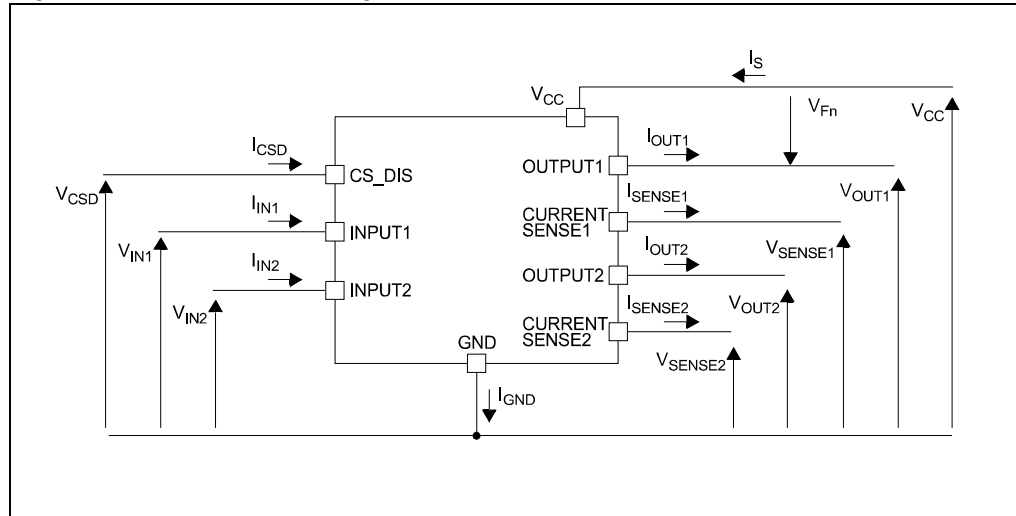 I_S
V_CC
V_Fn
V_CC
I_CSD
I_OUT1
CS_DIS
OUTPUT1
V_CSD
I_SENSE1
V_OUT1
I_IN1
CURRENT
SENSE1
INPUT1
V_IN1
I_OUT2
V_SENSE1
I_IN2
OUTPUT2
INPUT2
V_IN2
I_SENSE2
V_OUT2
CURRENT
SENSE2
GND
V_SENSE2
I_GND